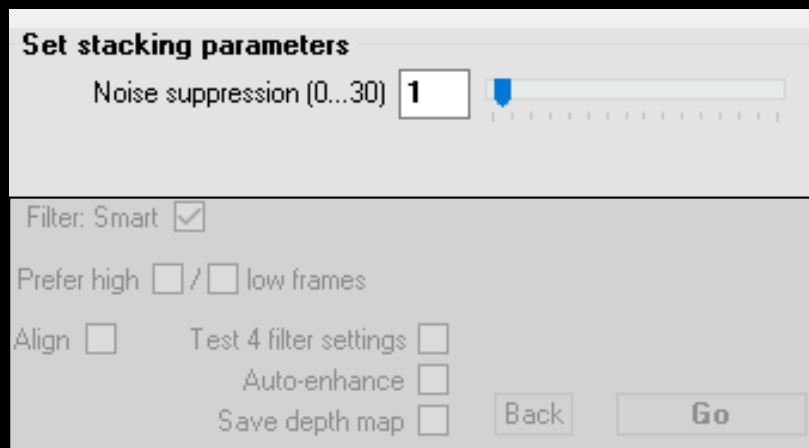 Set stacking parameters
Noise suppression (0...30) 1
Filter: Smart
Prefer high / low frames
Align Test 4 filter settings
Auto-enhance
Save depth map Back Go